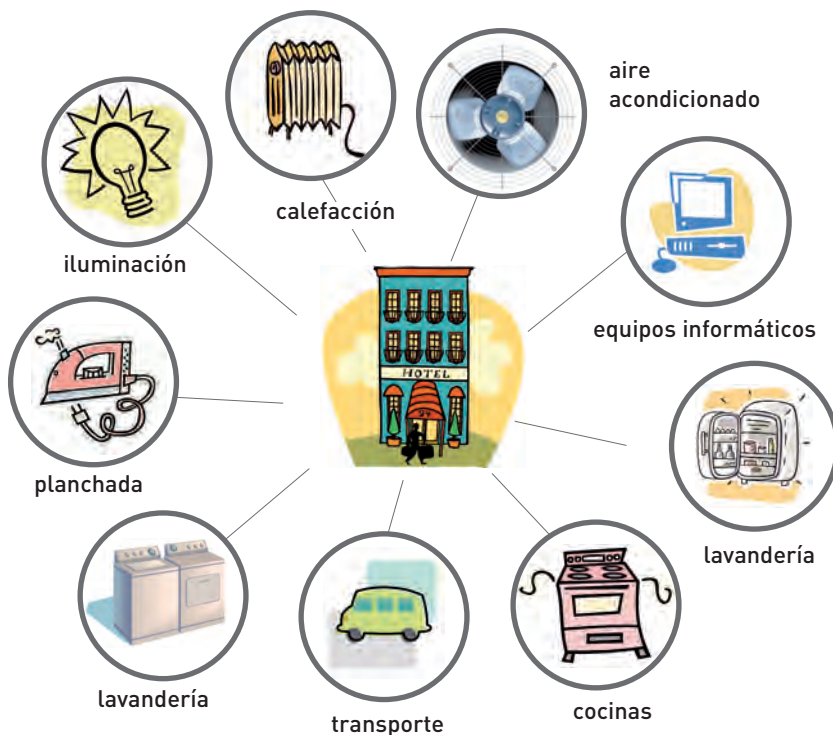 aire
acondicionado
calefacción
iluminación
equipos informáticos
HOTEL
planchada
lavandería
lavandería
cocinas
transporte